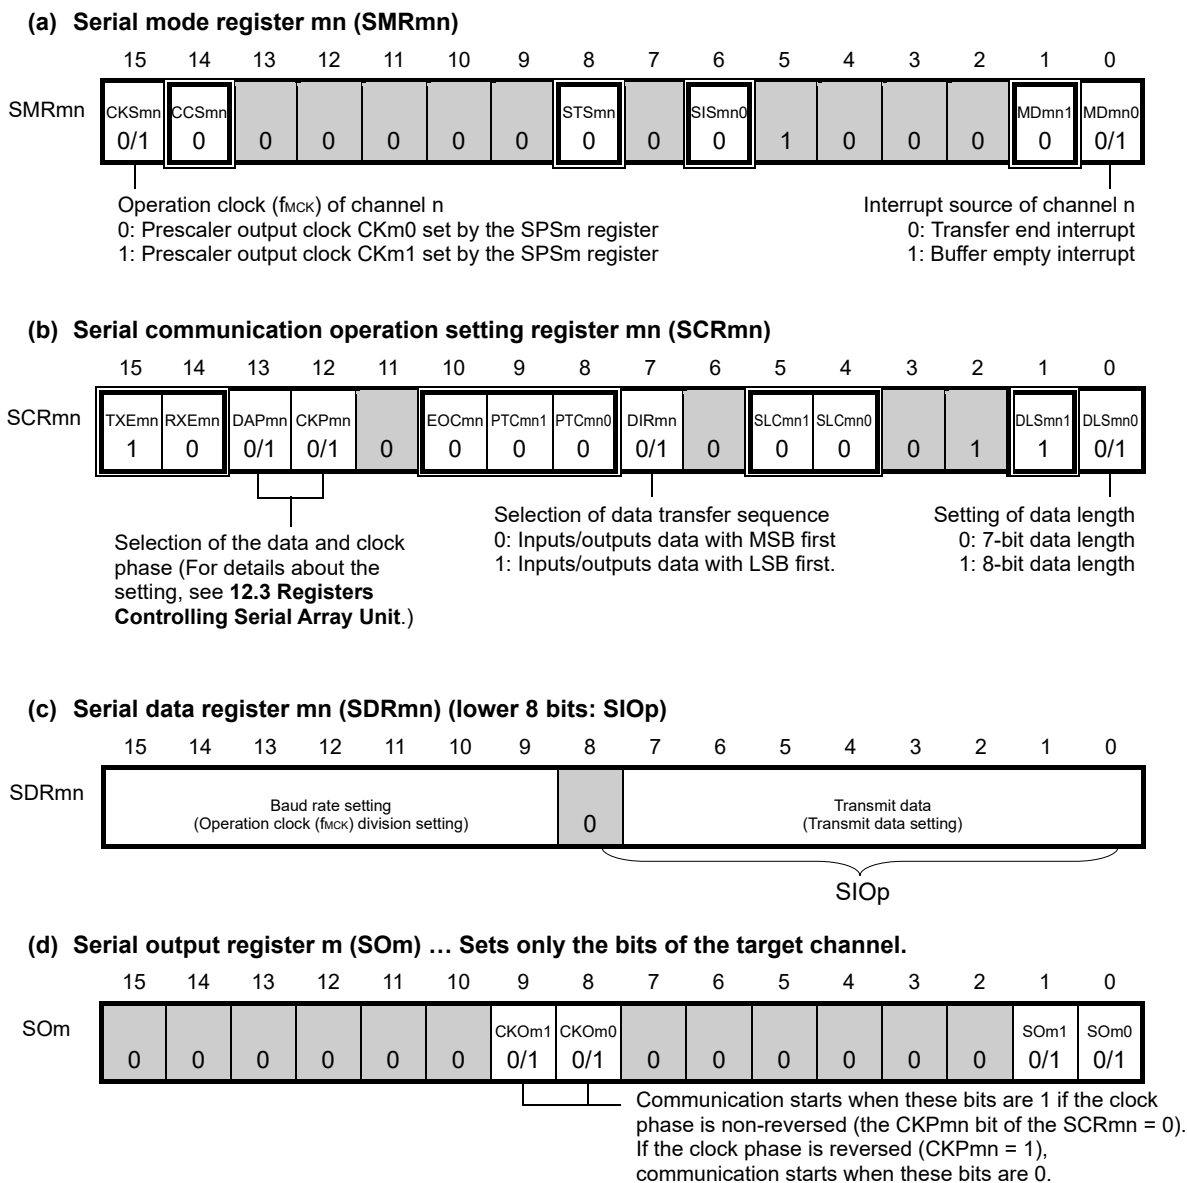 (a) Serial mode register mn (SMRmn)
15 14 13 12 11 10 9 8 7 6 5 4 3 2 1 0
SMRmn
CKSmn CCSmn STSmn SISmn0 MDmn1 MDmn0
0/1 0 0 0 0 0 0 0 0 0 1 0 0 0 0 0/1
Operation clock (fMCK) of channel n
0: Prescaler output clock CKm0 set by the SPSm register
1: Prescaler output clock CKm1 set by the SPSm register
Interrupt source of channel n
0: Transfer end interrupt
1: Buffer empty interrupt
(b) Serial communication operation setting register mn (SCRmn)
15 14 13 12 11 10 9 8 7 6 5 4 3 2 1 0
SCRmn
TXEmn RXEmn DAPmn CKPmn EOCmn PTCmn1 PTCmn0 DIRmn SLCmn1 SLCmn0 DLSmn1 DLSmn0
1 0 0/1 0/1 0 0 0 0 0/1 0 0 0 0 1 1 0/1
Selection of the data and clock
phase (For details about the
setting, see 12.3 Registers
Controlling Serial Array Unit.)
Selection of data transfer sequence
0: Inputs/outputs data with MSB first
1: Inputs/outputs data with LSB first.
Setting of data length
0: 7-bit data length
1: 8-bit data length
(c) Serial data register mn (SDRmn) (lower 8 bits: SIOp)
15 14 13 12 11 10 9 8 7 6 5 4 3 2 1 0
SDRmn
Baud rate setting
(Operation clock (fMCK) division setting)
0
Transmit data
(Transmit data setting)
SIOp
(d) Serial output register m (SOm) … Sets only the bits of the target channel.
15 14 13 12 11 10 9 8 7 6 5 4 3 2 1 0
SOm
CKOm1 CKOm0 SOm1 SOm0
0 0 0 0 0 0 0/1 0/1 0 0 0 0 0 0 0/1 0/1
Communication starts when these bits are 1 if the clock
phase is non-reversed (the CKPmn bit of the SCRmn = 0).
If the clock phase is reversed (CKPmn = 1),
communication starts when these bits are 0.